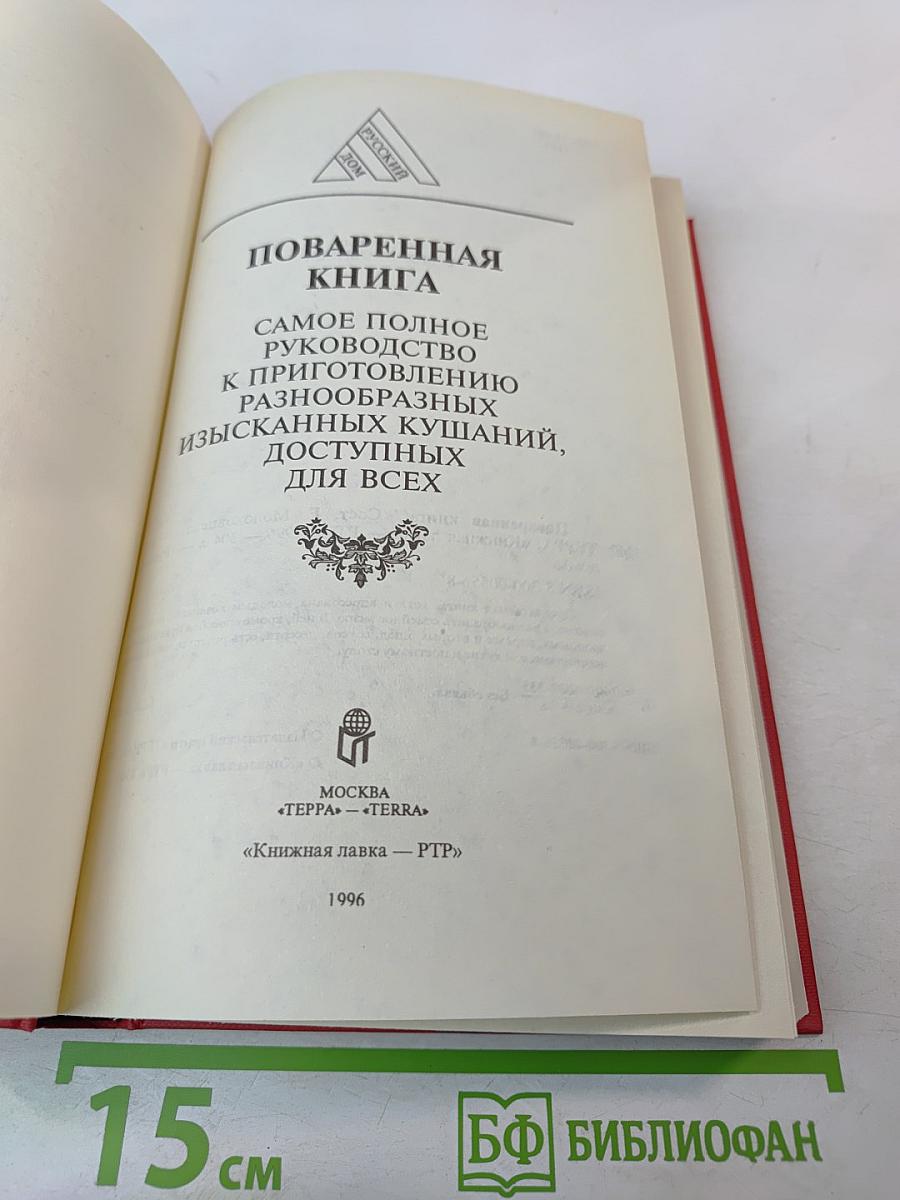 РУССКИЙ
ДОМ
ПОВАРЕННАЯ
КНИГА
САМОЕ ПОЛНОЕ
РУКОВОДСТВО
К ПРИГОТОВЛЕНИЮ
РАЗНООБРАЗНЫХ
ИЗЫСКАННЫХ КУШАНИЙ,
ДОСТУПНЫХ
ДЛЯ ВСЕХ
МОСКВА
«ТЕРРА» — «TERRA»
«Книжная лавка — РТР»
1996
15 см
БФ БИБЛИОФАН